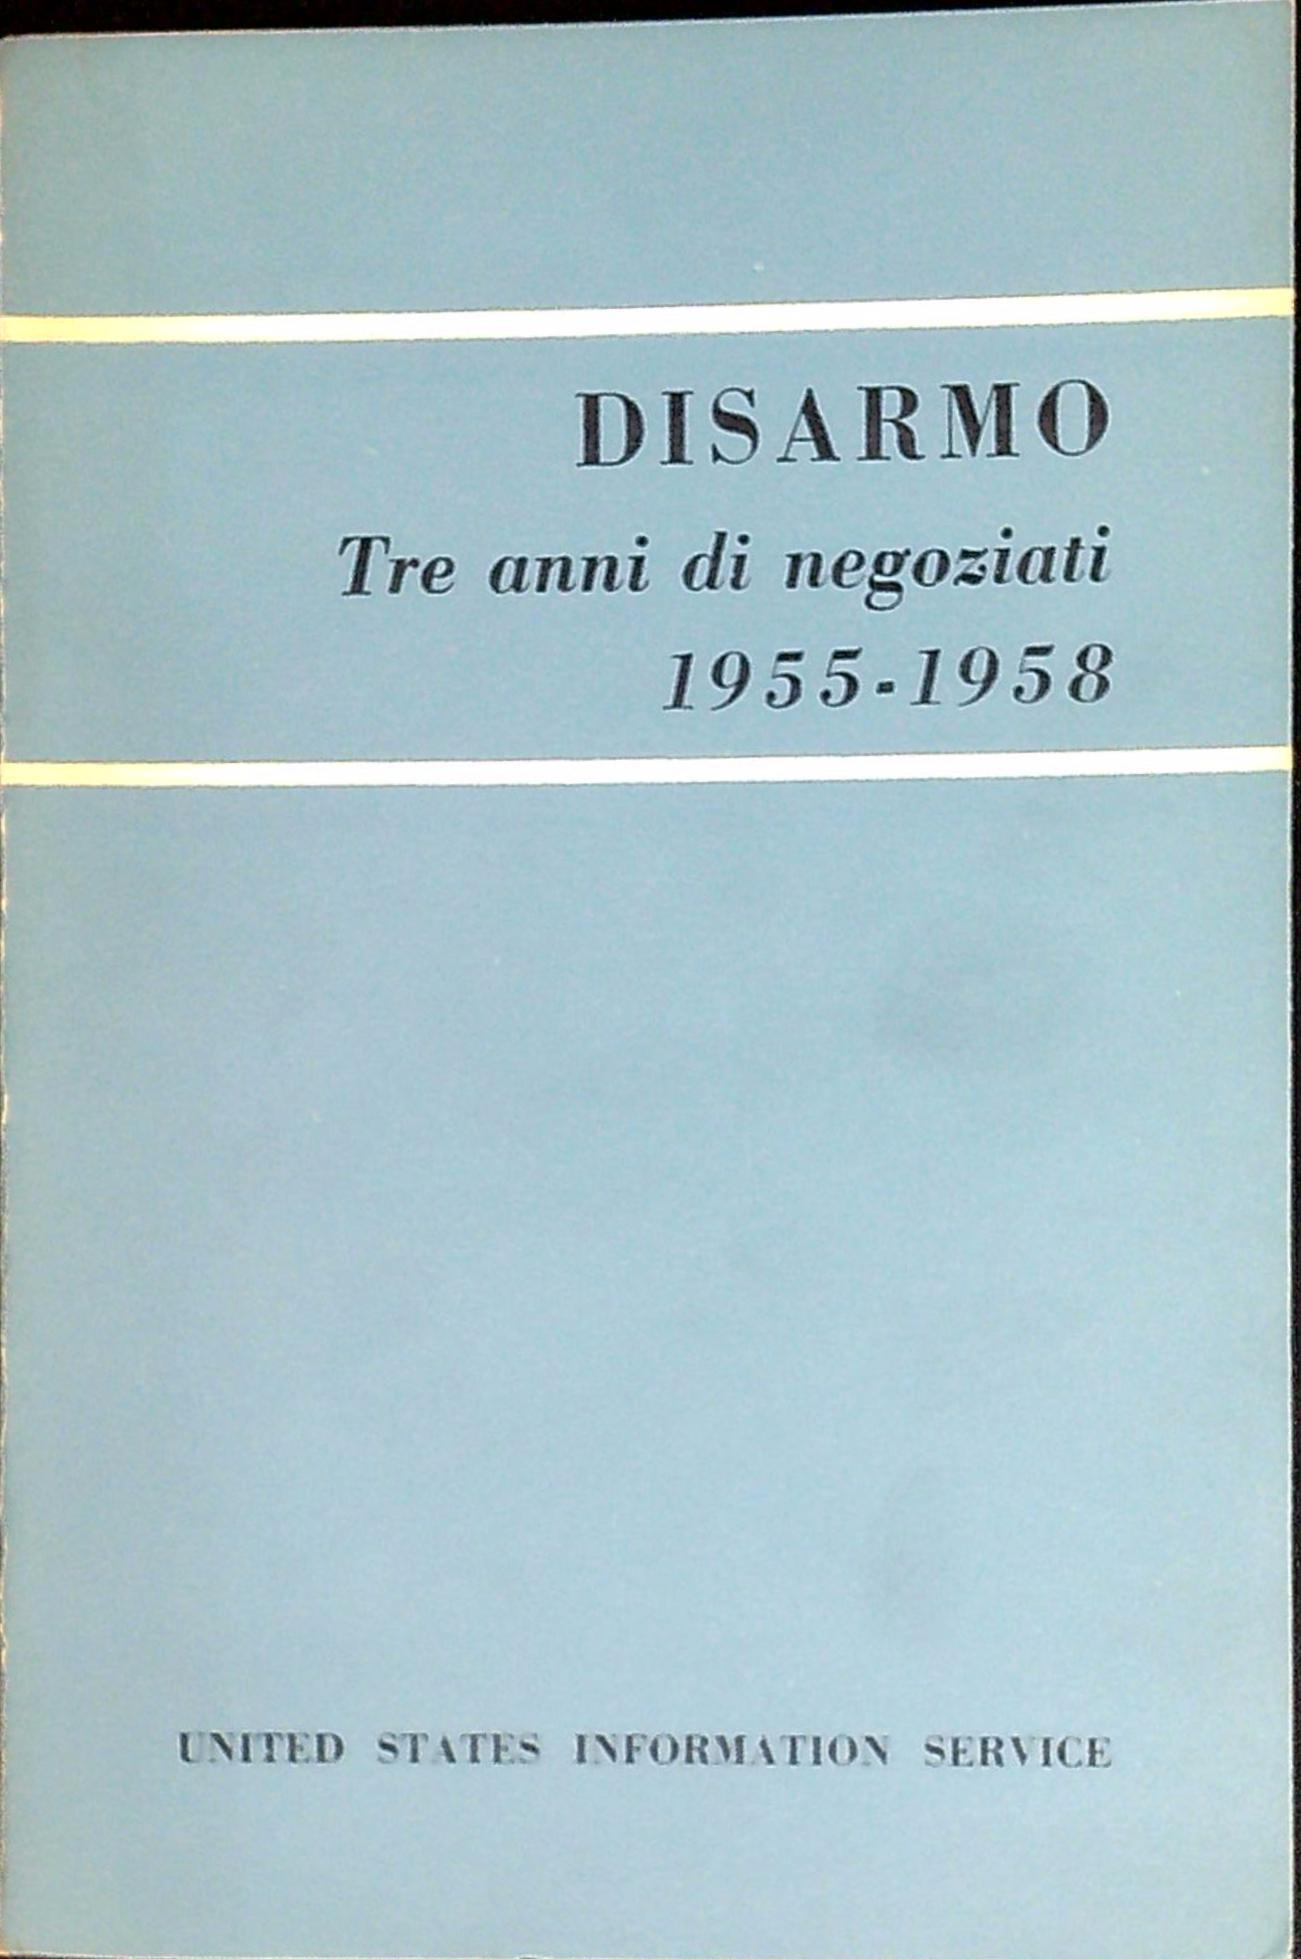 DISARMO
Tre anni di negoziati
1955-1958
UNITED STATES INFORMATION SERVICE